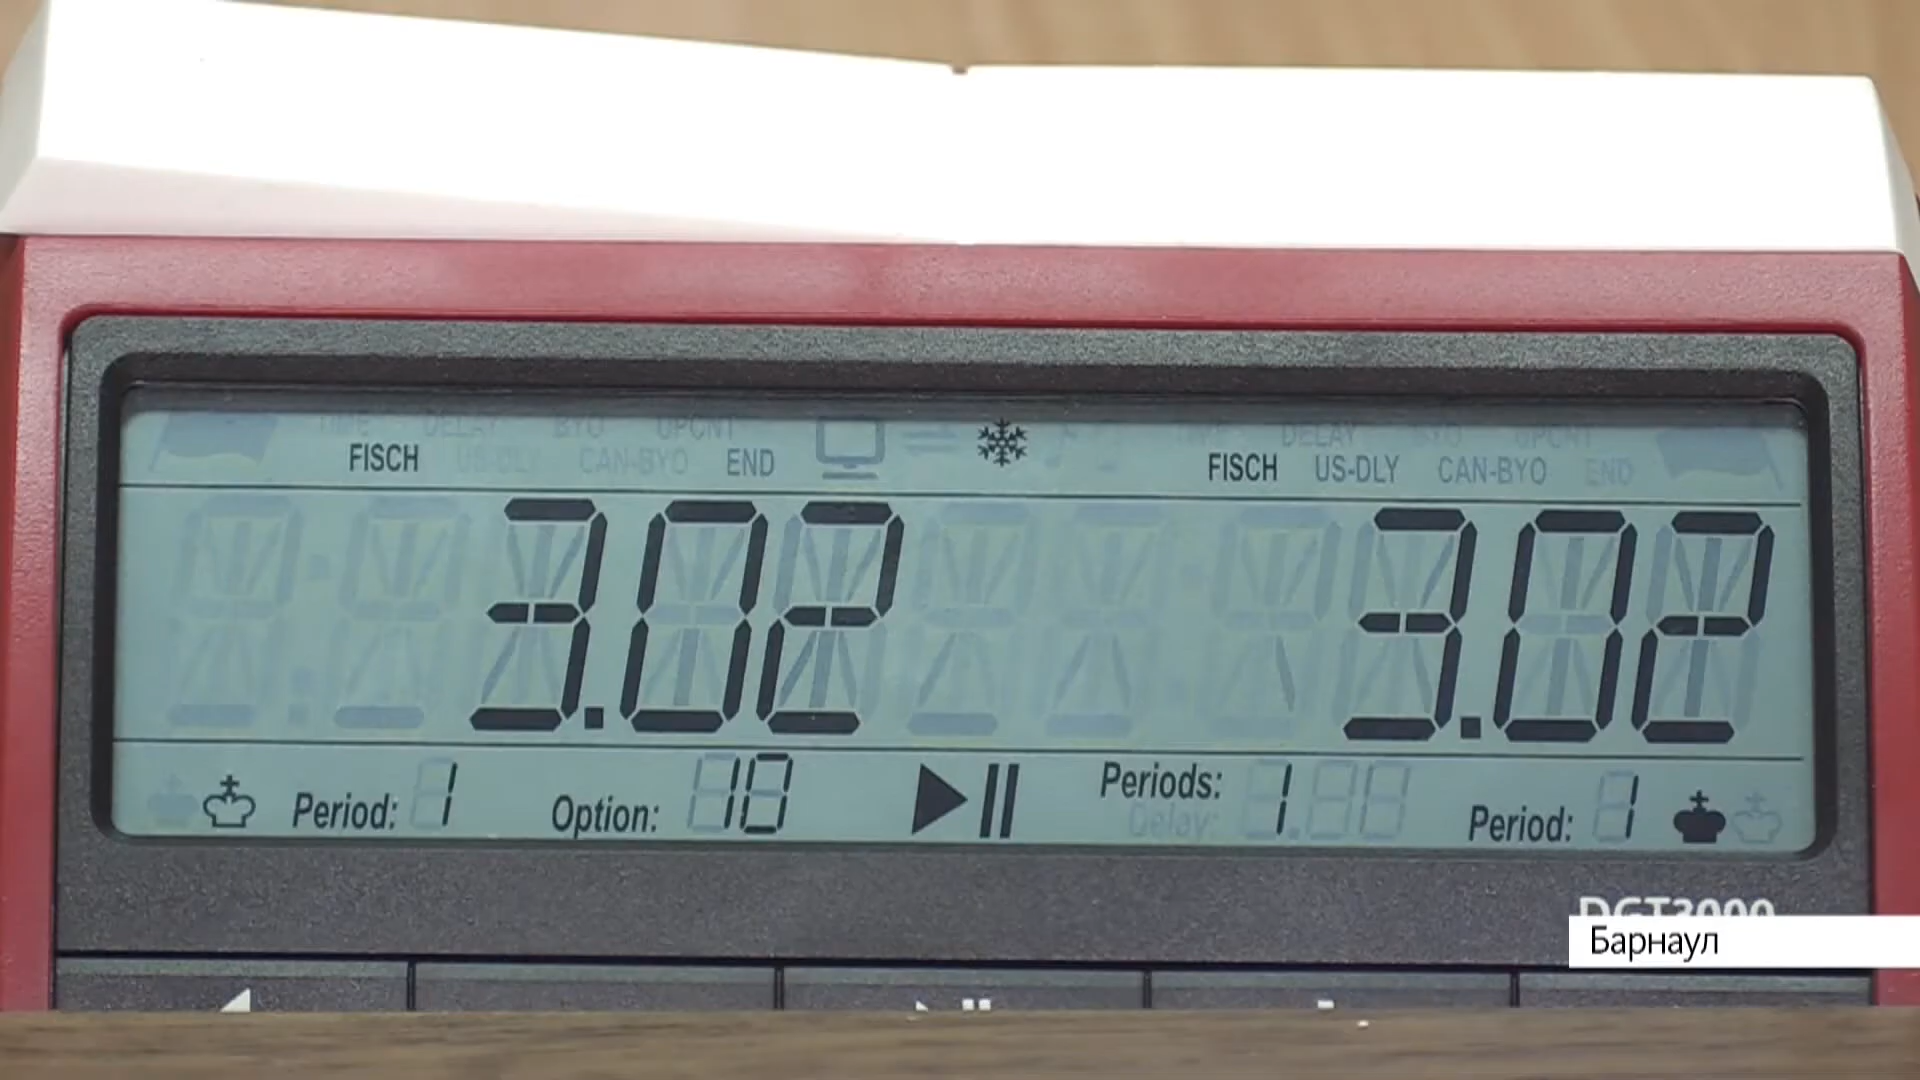 FISCH END FISCH US-DLY CAN-BYO
3.02 3.02
Period: 1 Option: 10 Periods: 1 Period: 1
DGT3000
Барнаул